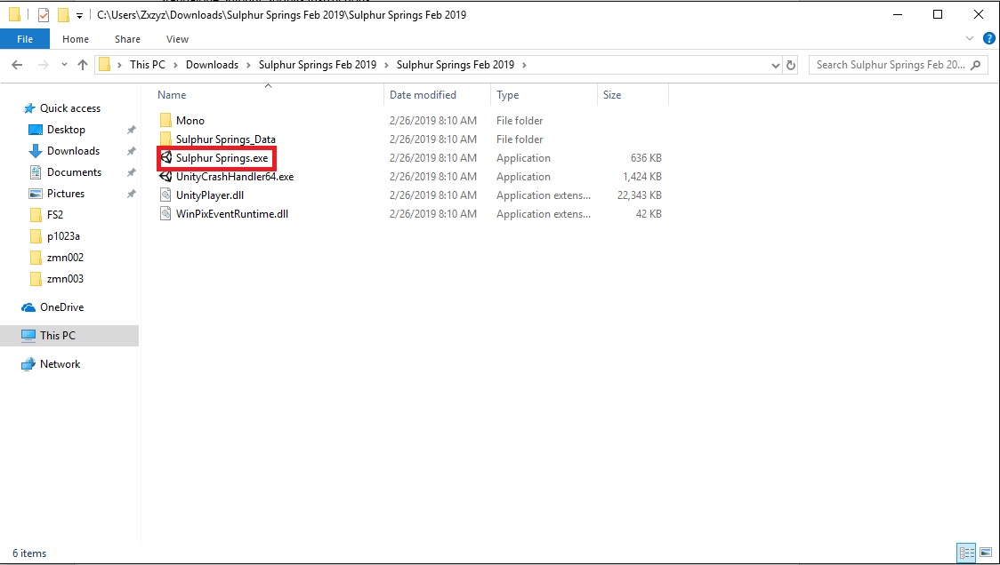 C:\Users\Zxzyz\Downloads\Sulphur Springs Feb 2019\Sulphur Springs Feb 2019
File Home Share View
This PC Downloads Sulphur Springs Feb 2019 Sulphur Springs Feb 2019 Search Sulphur Springs Feb 20...
Name Date modified Type Size
Quick access
Desktop
Downloads
Documents
Pictures
FS2
p1023a
zmn002
zmn003
OneDrive
This PC
Network
Mono 2/26/2019 8:10 AM File folder
Sulphur Springs_Data 2/26/2019 8:10 AM File folder
Sulphur Springs.exe 2/26/2019 8:10 AM Application 636 KB
UnityCrashHandler64.exe 2/26/2019 8:10 AM Application 1,424 KB
UnityPlayer.dll 2/26/2019 8:10 AM Application extens... 22,343 KB
WinPixEventRuntime.dll 2/26/2019 8:10 AM Application extens... 42 KB
6 items